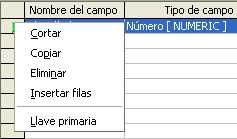 Nombre del campo Tipo de campo
Número [ NUMERIC ]
Cortar
Copiar
Eliminar
Insertar filas
Llave primaria